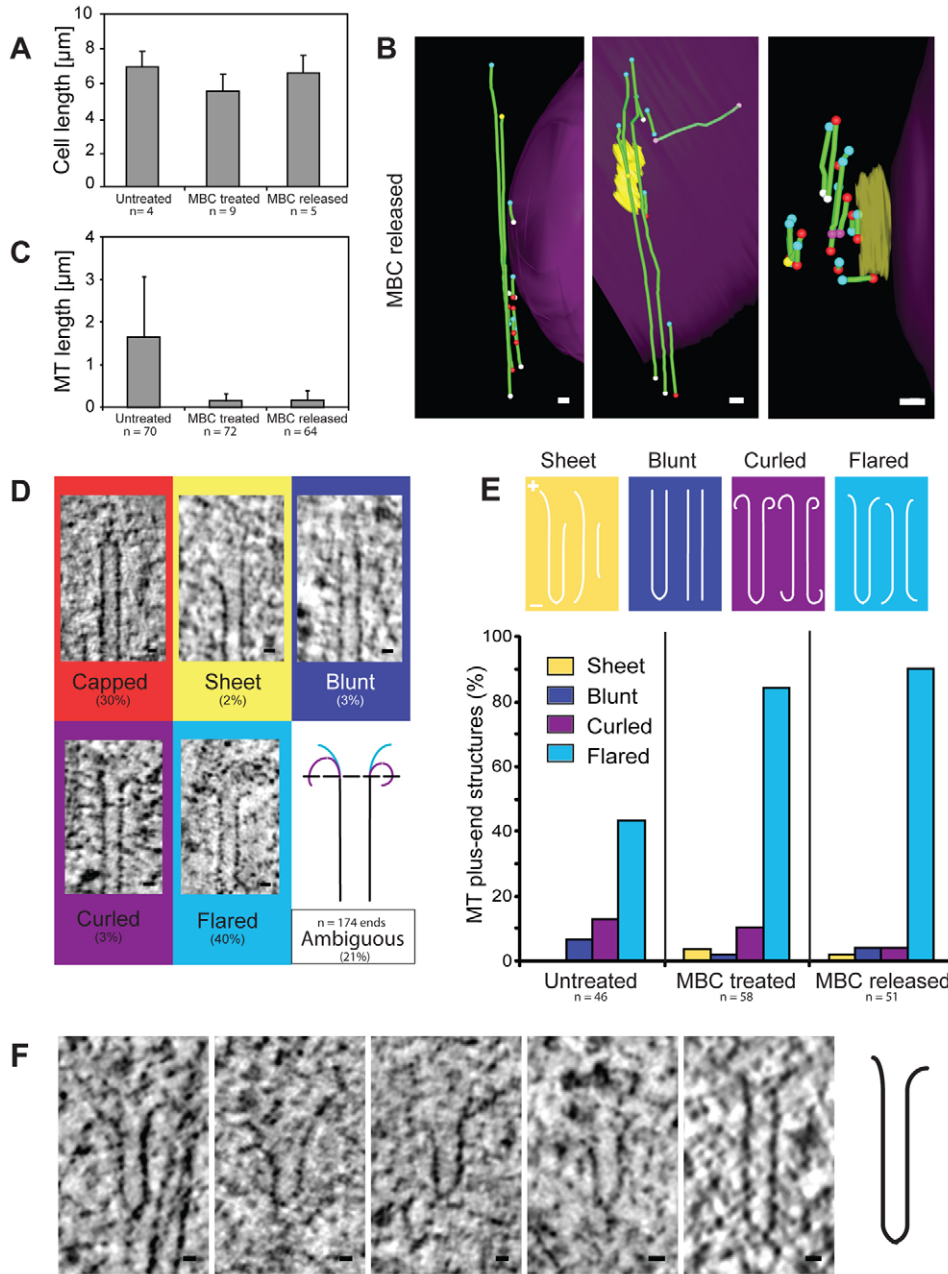 A
Cell length [µm]
10
8
6
4
2
0
Untreated
n= 4
MBC treated
n= 9
MBC released
n= 5
B
MBC released
C
MT length [µm]
4
3
2
1
0
Untreated
n = 70
MBC treated
n = 72
MBC released
n = 64
D
Capped
(30%)
Sheet
(2%)
Blunt
(3%)
Curled
(3%)
Flared
(40%)
n = 174 ends
Ambiguous
(21%)
E
Sheet
Blunt
Curled
Flared
+
–
MT plus-end structures (%)
100
80
60
40
20
0
Sheet
Blunt
Curled
Flared
Untreated
n = 46
MBC treated
n = 58
MBC released
n = 51
F